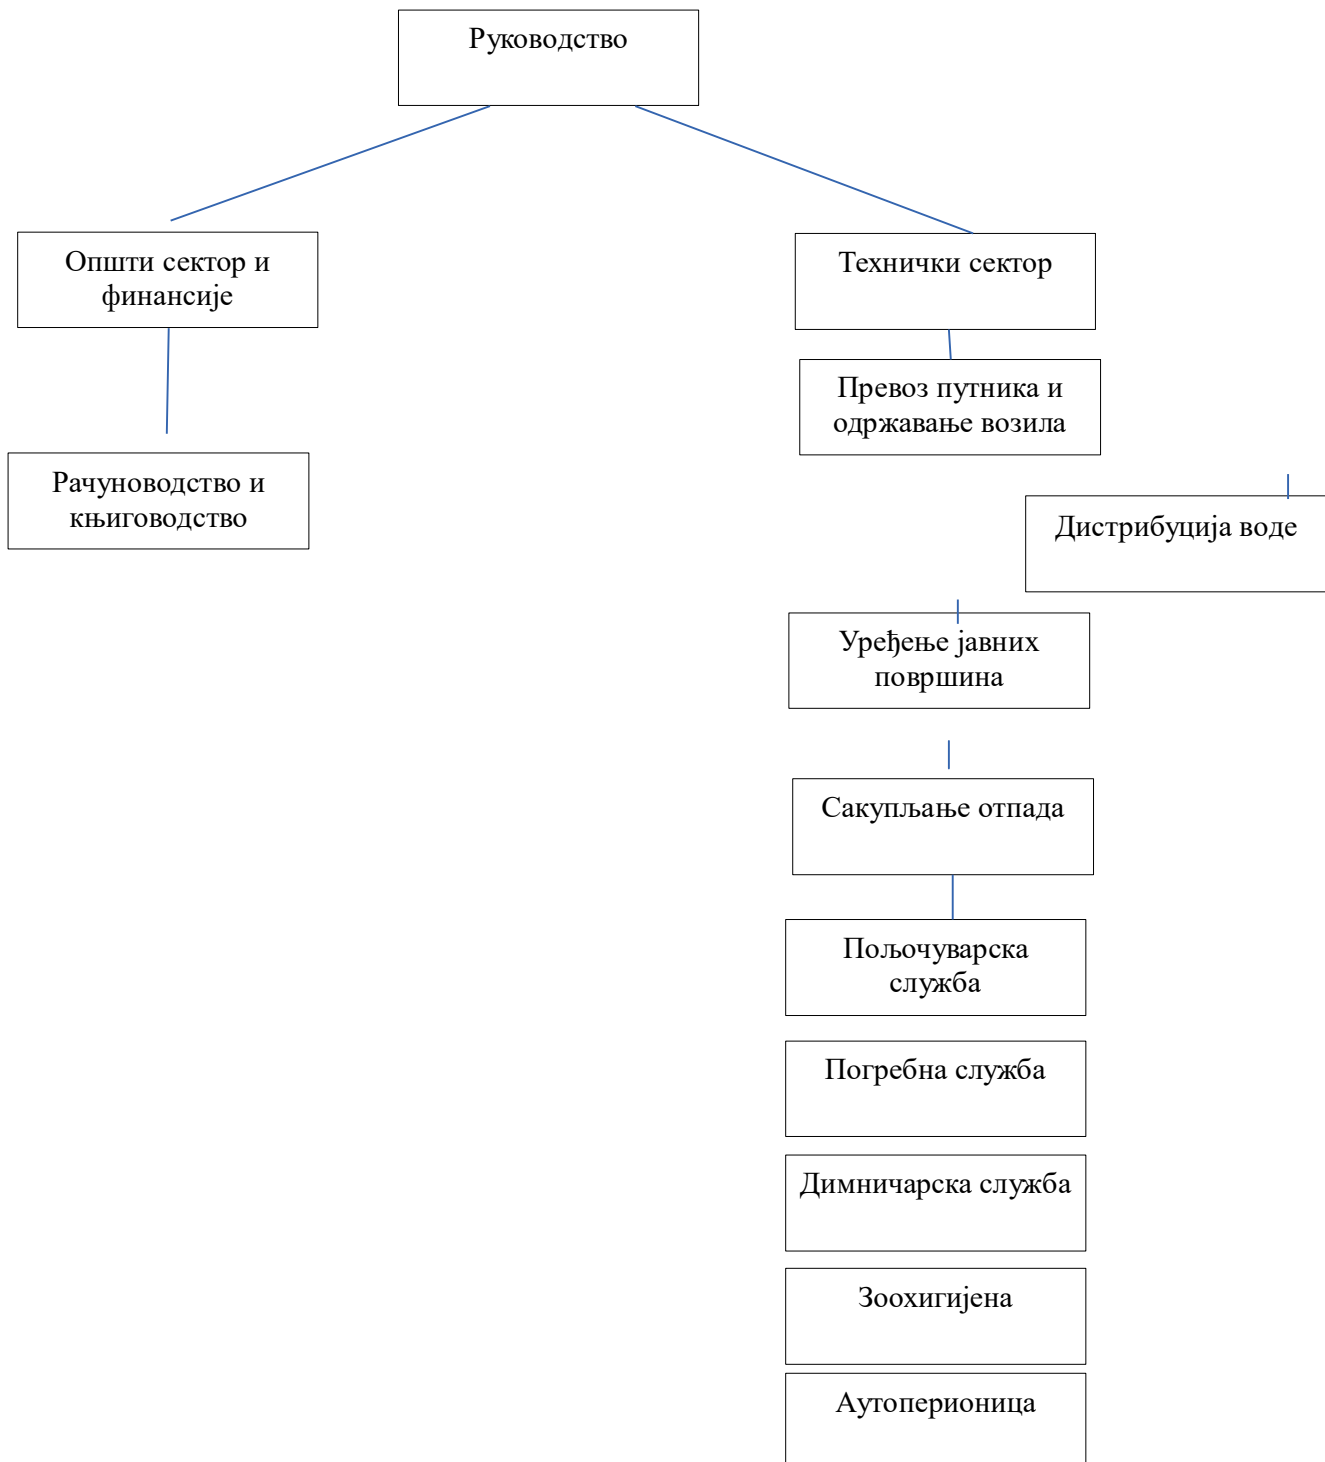 Руководство
Општи сектор и
финансије
Технички сектор
Превоз путника и
одржавање возила
Рачуноводство и
књиговодство
Дистрибуција воде
Уређење јавних
површина
Сакупљање отпада
Пољочуварска
служба
Погребна служба
Димничарска служба
Зоохигијена
Аутоперионица